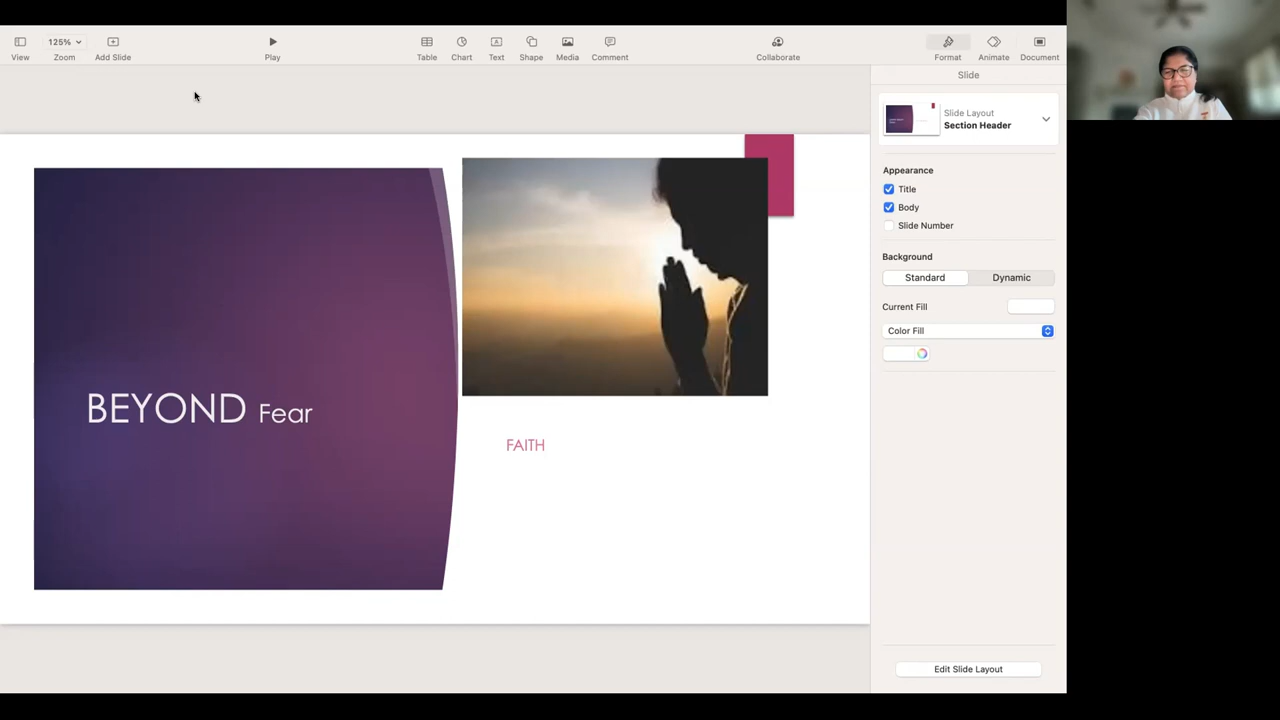 125%
View
Zoom
Add Slide
Play
Table
Chart
Text
Shape
Media
Comment
Collaborate
Format
Animate
Document
Slide
Slide Layout
Section Header
Appearance
Title
Body
Slide Number
Background
Standard
Dynamic
Current Fill
Color Fill
Edit Slide Layout
BEYOND Fear
FAITH